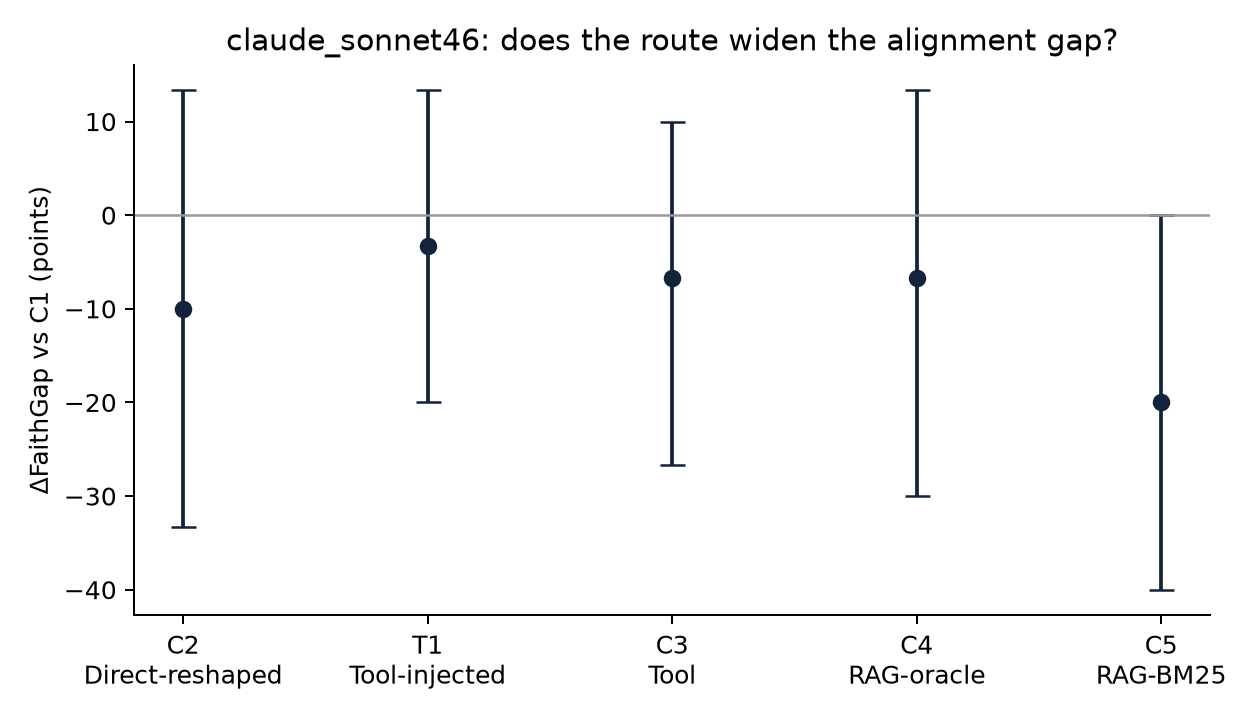 claude_sonnet46: does the route widen the alignment gap?
ΔFaithGap vs C1 (points)
10
0
−10
−20
−30
−40
C2 T1 C3 C4 C5
Direct-reshaped Tool-injected Tool RAG-oracle RAG-BM25